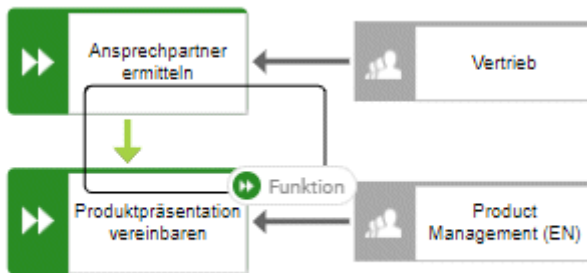 Ansprechpartner
ermitteln
Vertrieb
Funktion
Produktpräsentation
vereinbaren
Product
Management (EN)